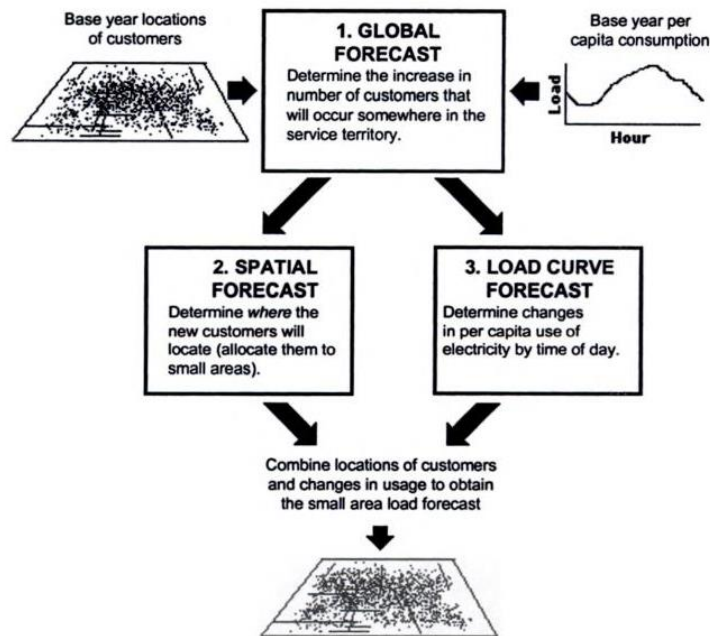 Base year locations
of customers
1. GLOBAL
FORECAST
Determine the increase in
number of customers that
will occur somewhere in the
service territory.
Base year per
capita consumption
Load
Hour
2. SPATIAL
FORECAST
Determine where the
new customers will
locate (allocate them to
small areas).
3. LOAD CURVE
FORECAST
Determine changes
in per capita use of
electricity by time of day.
Combine locations of customers
and changes in usage to obtain
the small area load forecast